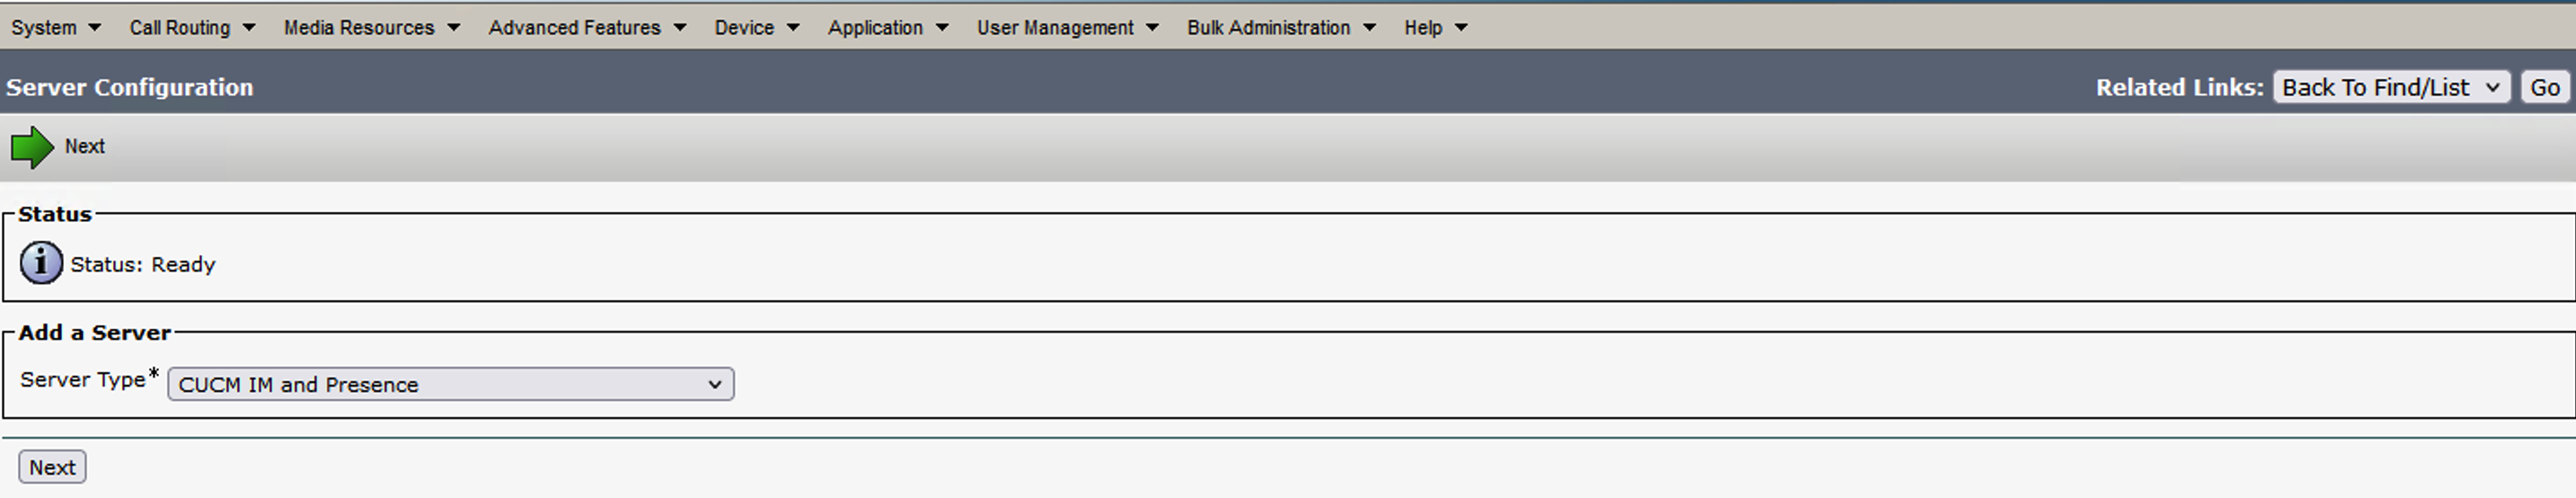 System Call Routing Media Resources Advanced Features Device Application User Management Bulk Administration Help
Server Configuration Related Links: Back To Find/List Go
Next
Status
i Status: Ready
Add a Server
Server Type* CUCM IM and Presence
Next